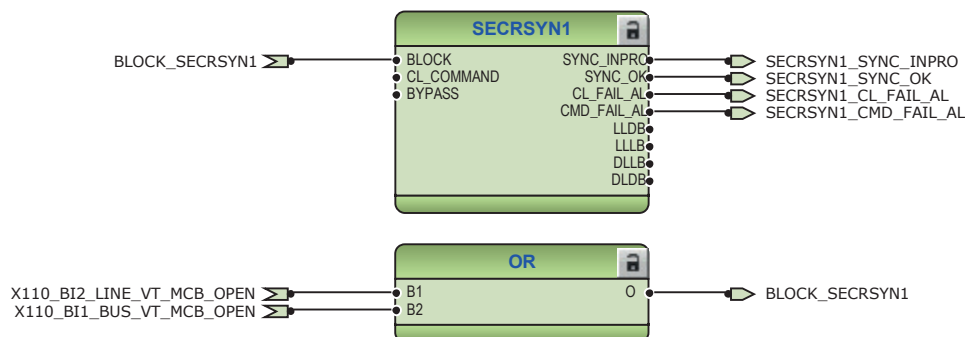 SECRSYN1
BLOCK_SECRSYN1
BLOCK
CL_COMMAND
BYPASS
SYNC_INPRO
SYNC_OK
CL_FAIL_AL
CMD_FAIL_AL
LLDB
LLLB
DLLB
DLDB
SECRSYN1_SYNC_INPRO
SECRSYN1_SYNC_OK
SECRSYN1_CL_FAIL_AL
SECRSYN1_CMD_FAIL_AL
OR
X110_BI2_LINE_VT_MCB_OPEN
X110_BI1_BUS_VT_MCB_OPEN
B1
B2
O
BLOCK_SECRSYN1